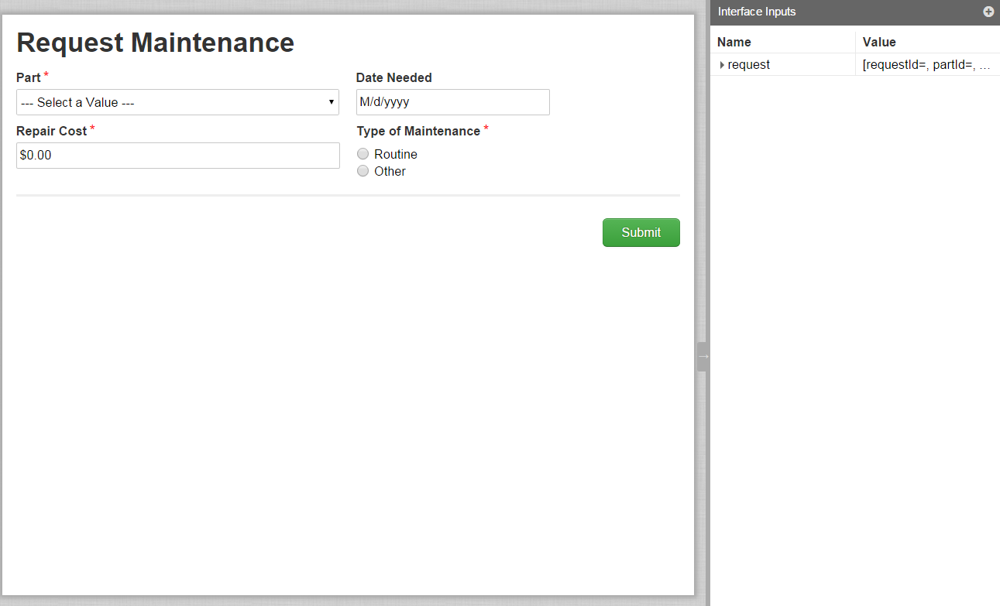 Request Maintenance
Part *
Date Needed
--- Select a Value ---
M/d/yyyy
Repair Cost *
Type of Maintenance *
$0.00
Routine
Other
Submit
Interface Inputs
Name Value
request [requestId=, partId=, ...